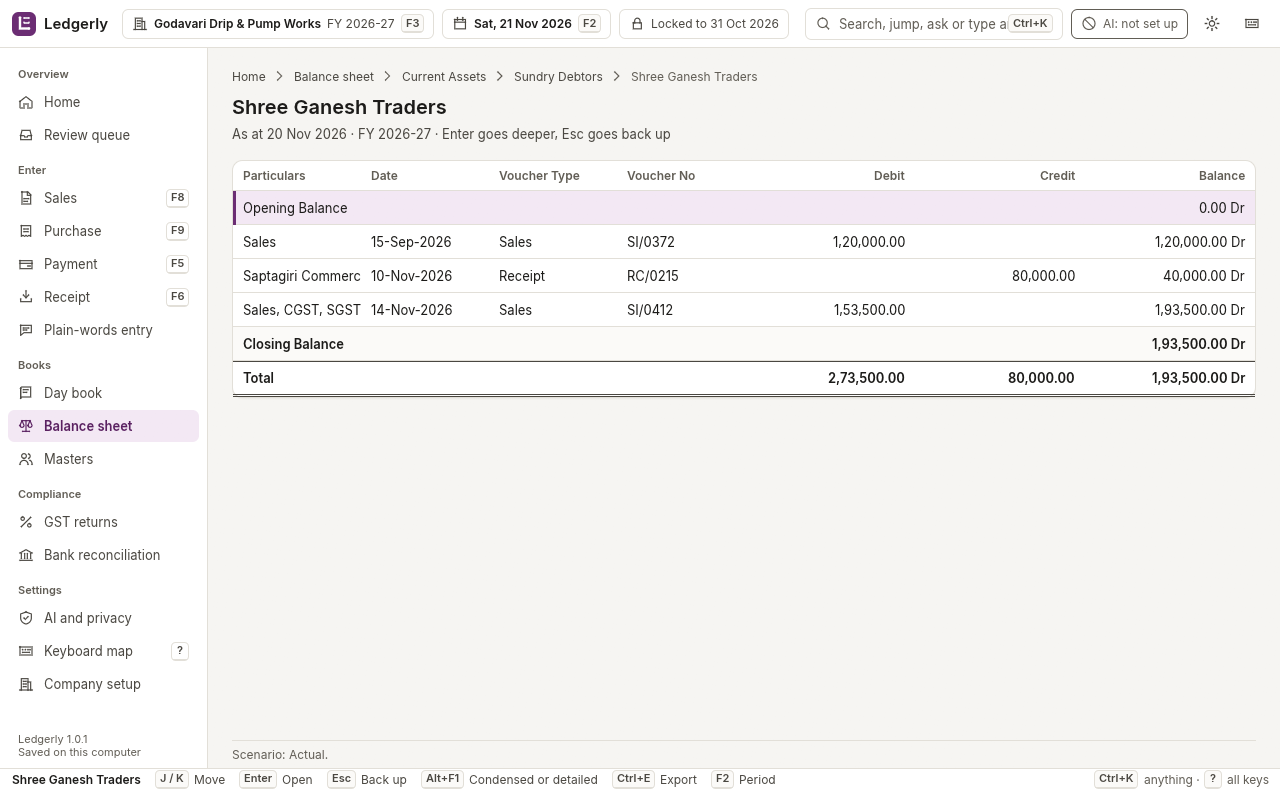 Ledgerly
Godavari Drip & Pump Works FY 2026-27 F3
Sat, 21 Nov 2026 F2
Locked to 31 Oct 2026
Search, jump, ask or type a Ctrl+K
AI: not set up
Overview
Home
Review queue
Enter
Sales F8
Purchase F9
Payment F5
Receipt F6
Plain-words entry
Books
Day book
Balance sheet
Masters
Compliance
GST returns
Bank reconciliation
Settings
AI and privacy
Keyboard map ?
Company setup
Ledgerly 1.0.1
Saved on this computer
Home Balance sheet Current Assets Sundry Debtors Shree Ganesh Traders
Shree Ganesh Traders
As at 20 Nov 2026 · FY 2026-27 · Enter goes deeper, Esc goes back up
Particulars Date Voucher Type Voucher No Debit Credit Balance
Opening Balance 0.00 Dr
Sales 15-Sep-2026 Sales SI/0372 1,20,000.00 1,20,000.00 Dr
Saptagiri Commerc 10-Nov-2026 Receipt RC/0215 80,000.00 40,000.00 Dr
Sales, CGST, SGST 14-Nov-2026 Sales SI/0412 1,53,500.00 1,93,500.00 Dr
Closing Balance 1,93,500.00 Dr
Total 2,73,500.00 80,000.00 1,93,500.00 Dr
Scenario: Actual.
Shree Ganesh Traders J / K Move Enter Open Esc Back up Alt+F1 Condensed or detailed Ctrl+E Export F2 Period Ctrl+K anything · ? all keys